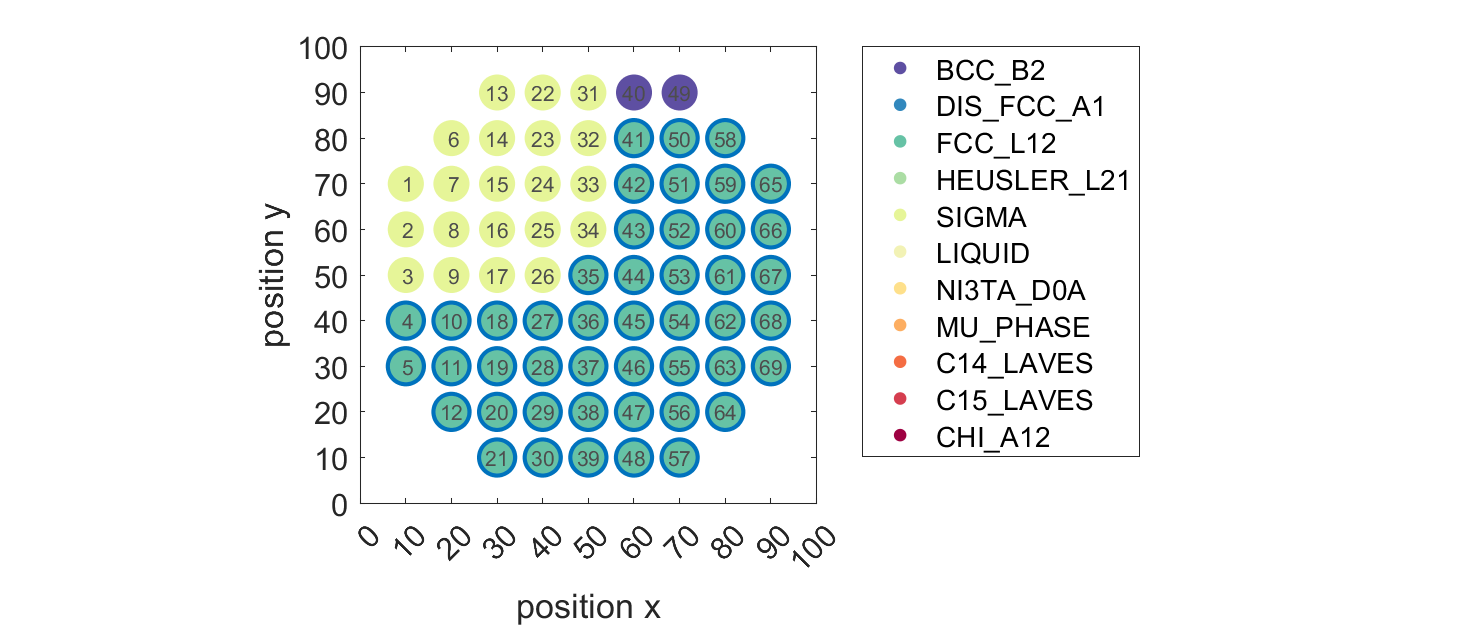 100
90
80
70
60
50
40
30
20
10
0
position y
13 22 31 40 49
6 14 23 32 41 50 58
1 7 15 24 33 42 51 59 65
2 8 16 25 34 43 52 60 66
3 9 17 26 35 44 53 61 67
4 10 18 27 36 45 54 62 68
5 11 19 28 37 46 55 63 69
12 20 29 38 47 56 64
21 30 39 48 57
0 10 20 30 40 50 60 70 80 90 100
position x
BCC_B2
DIS_FCC_A1
FCC_L12
HEUSLER_L21
SIGMA
LIQUID
NI3TA_D0A
MU_PHASE
C14_LAVES
C15_LAVES
CHI_A12